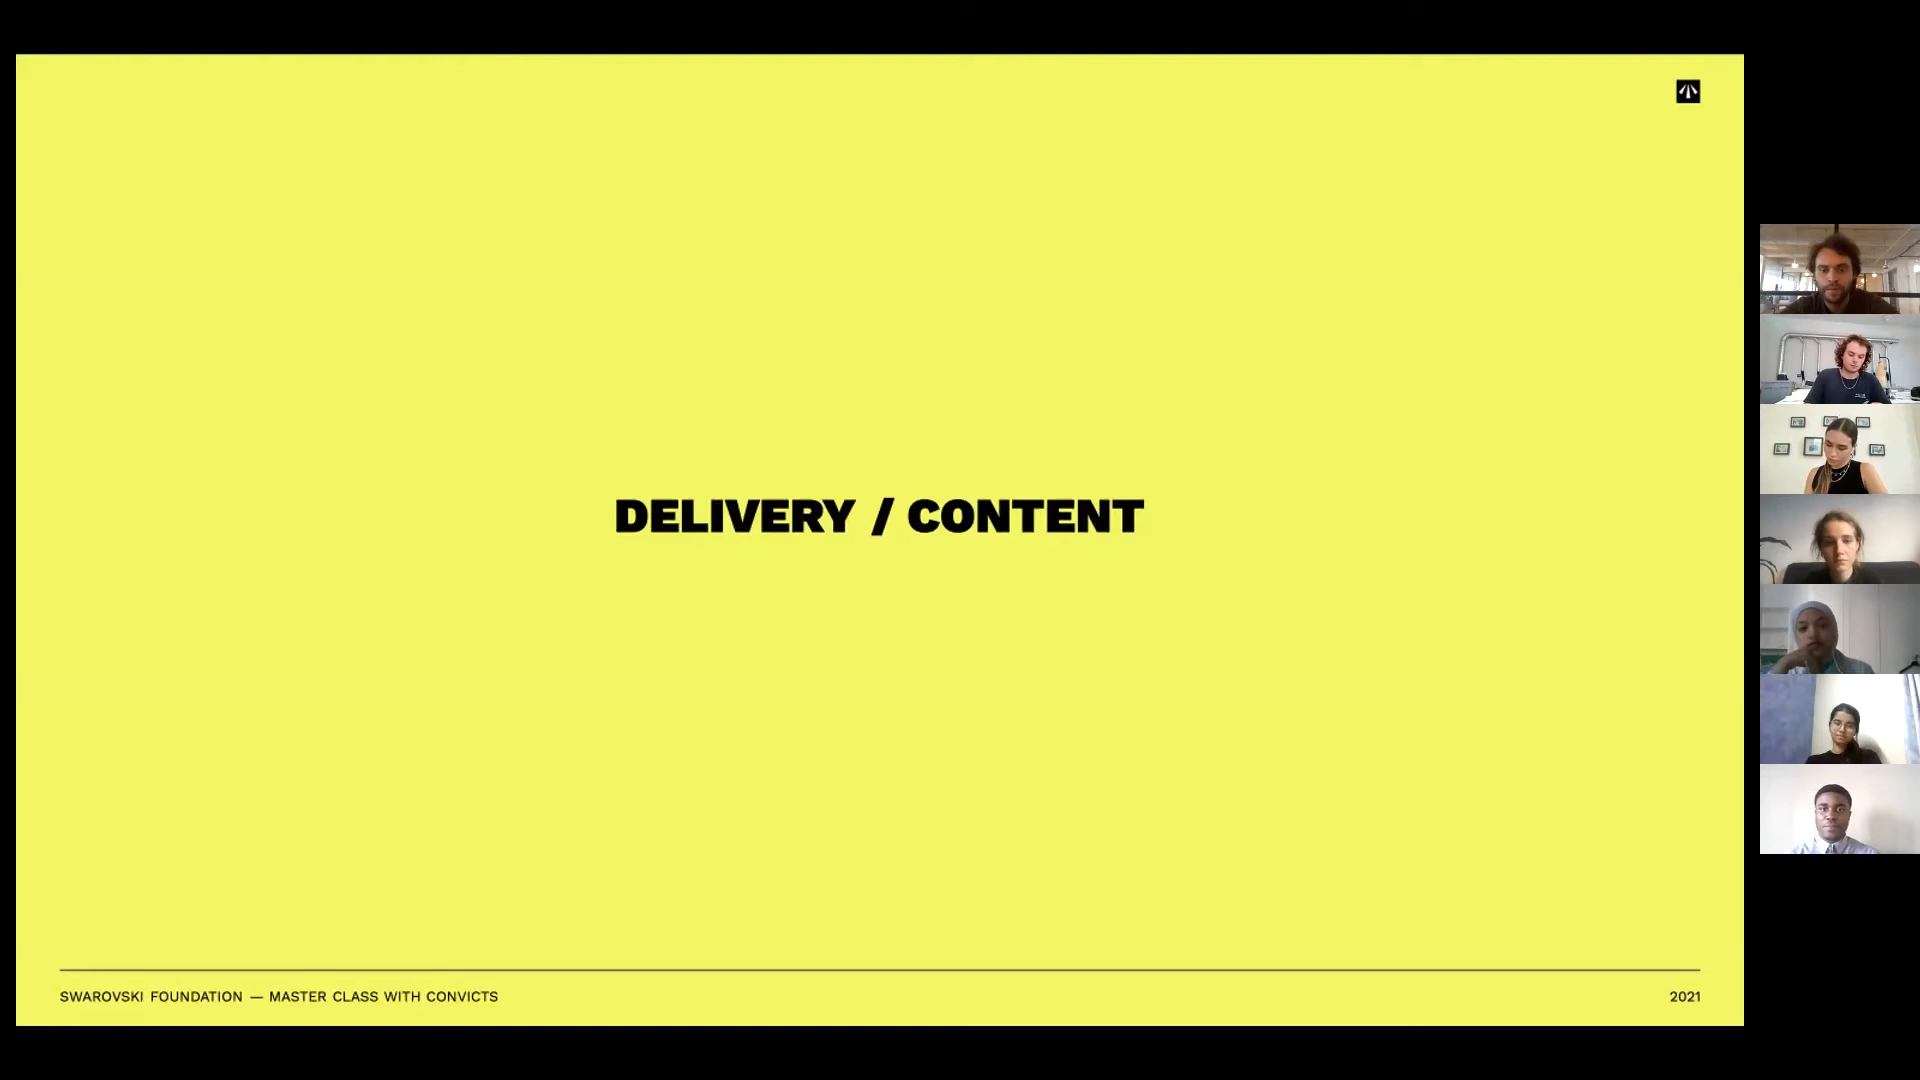 DELIVERY / CONTENT
SWAROVSKI FOUNDATION — MASTER CLASS WITH CONVICTS
2021